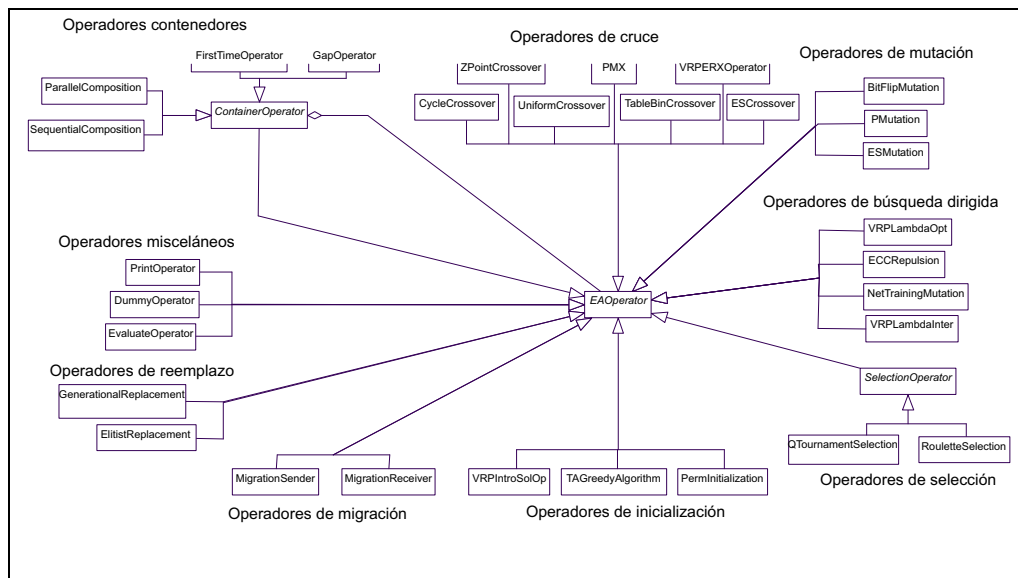 Operadores contenedores
FirstTimeOperator
GapOperator
ParallelComposition
ContainerOperator
SequentialComposition
Operadores de cruce
ZPointCrossover
PMX
VRPERXOperator
CycleCrossover
UniformCrossover
TableBinCrossover
ESCrossover
Operadores de mutación
BitFlipMutation
PMutation
ESMutation
Operadores de búsqueda dirigida
VRPLambdaOpt
ECCRepulsion
NetTrainingMutation
VRPLambdaInter
Operadores misceláneos
PrintOperator
DummyOperator
EvaluateOperator
EAOperator
Operadores de reemplazo
GenerationalReplacement
ElitistReplacement
SelectionOperator
QTournamentSelection
RouletteSelection
Operadores de selección
MigrationSender
MigrationReceiver
Operadores de migración
VRPIntroSolOp
TAGreedyAlgorithm
PermInitialization
Operadores de inicialización